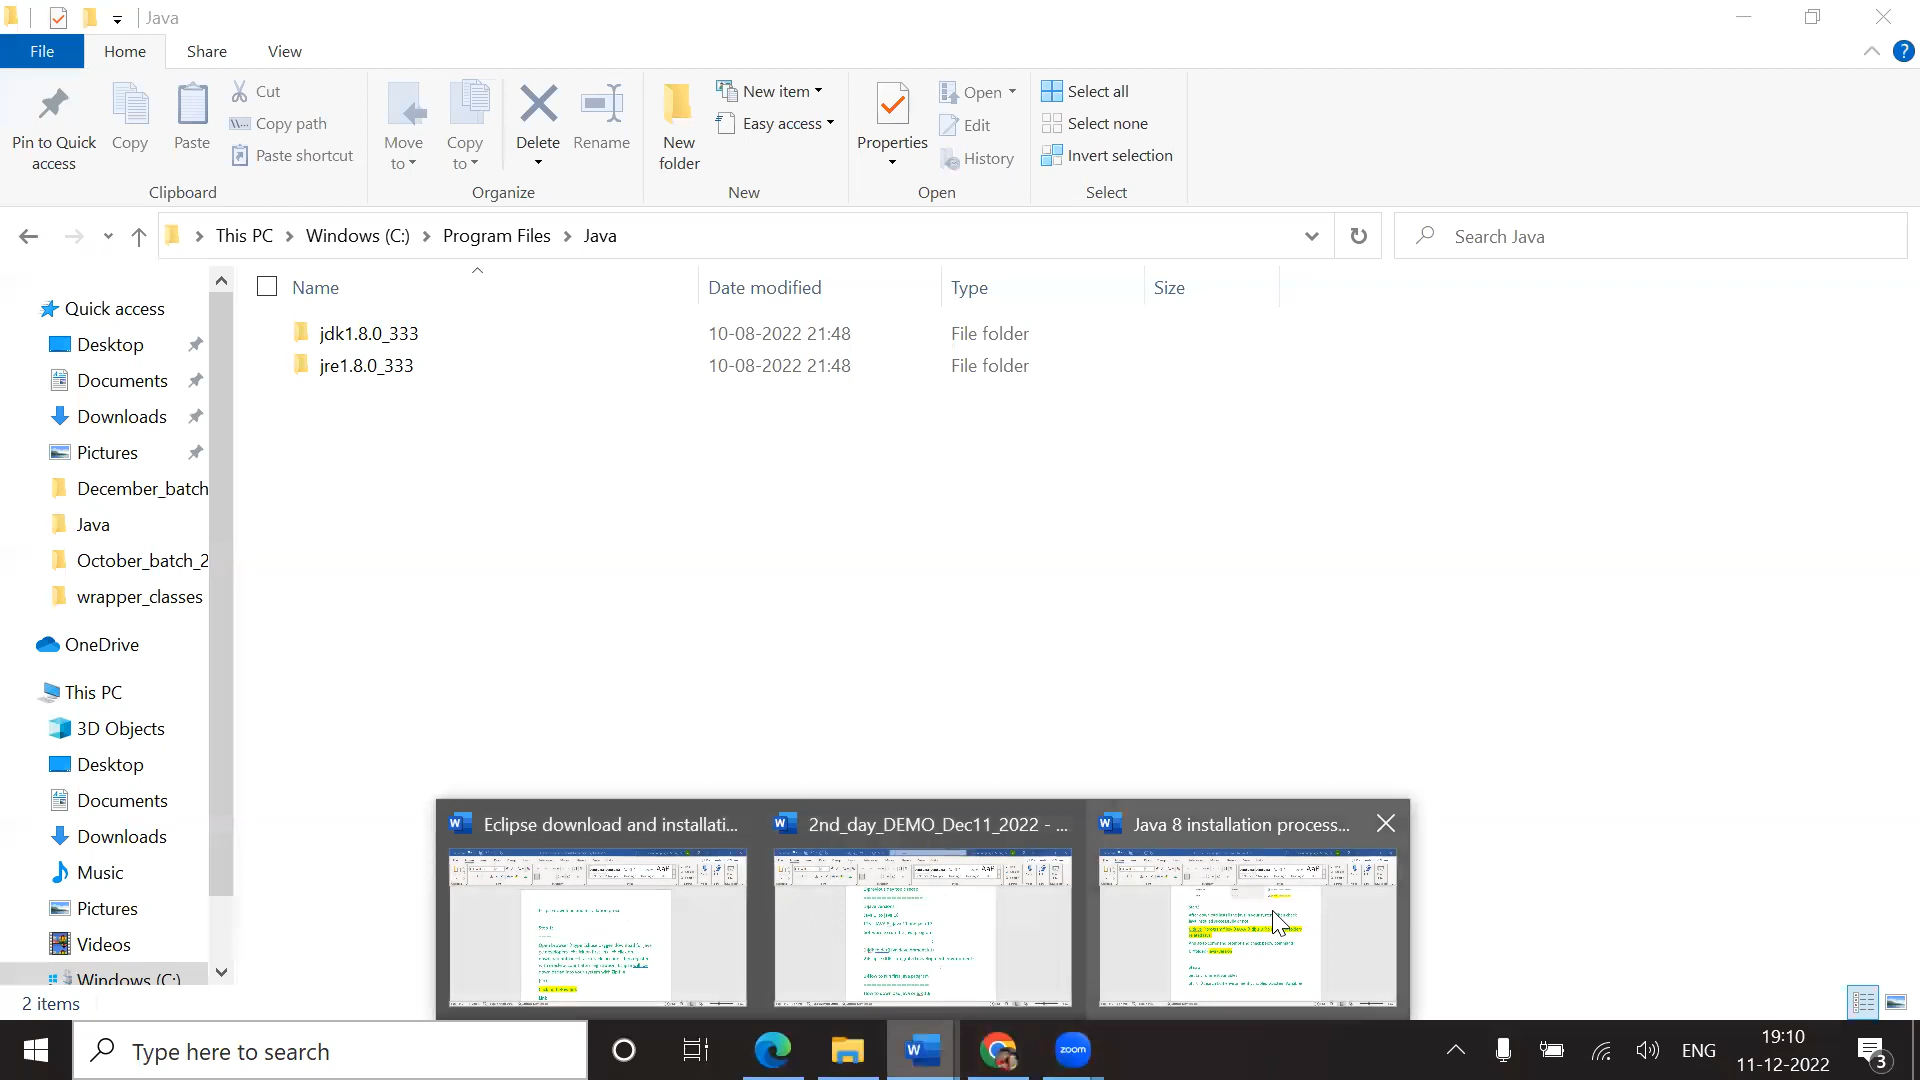 Java
File
Home
Share
View
Pin to Quick access
Copy
Paste
Cut
Copy path
Paste shortcut
Clipboard
Move to
Copy to
Delete
Rename
Organize
New folder
New item
Easy access
New
Properties
Open
Edit
History
Open
Select all
Select none
Invert selection
Select
This PC > Windows (C:) > Program Files > Java
Search Java
Name Date modified Type Size
jdk1.8.0_333 10-08-2022 21:48 File folder
jre1.8.0_333 10-08-2022 21:48 File folder
Quick access
Desktop
Documents
Downloads
Pictures
December_batch
Java
October_batch_2
wrapper_classes
OneDrive
This PC
3D Objects
Desktop
Documents
Downloads
Music
Pictures
Videos
Windows (C:)
2 items
Eclipse download and installati...
2nd_day_DEMO_Dec11_2022 - ...
Java 8 installation process...
Type here to search
zoom
ENG
19:10
11-12-2022
3